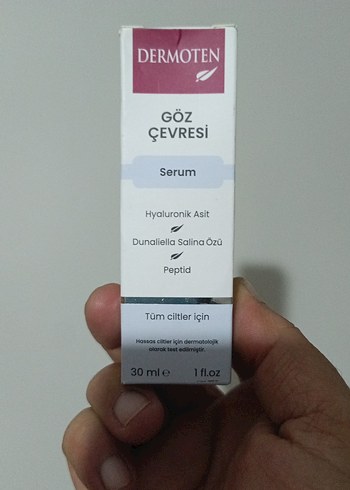 DERMOTEN
GÖZ
ÇEVRESİ
Serum
Hyaluronik Asit
Dunaliella Salina Özü
Peptid
Tüm ciltler için
Hassas ciltler için dermatolojik
olarak test edilmiştir.
30 ml ℮ 1 fl.oz